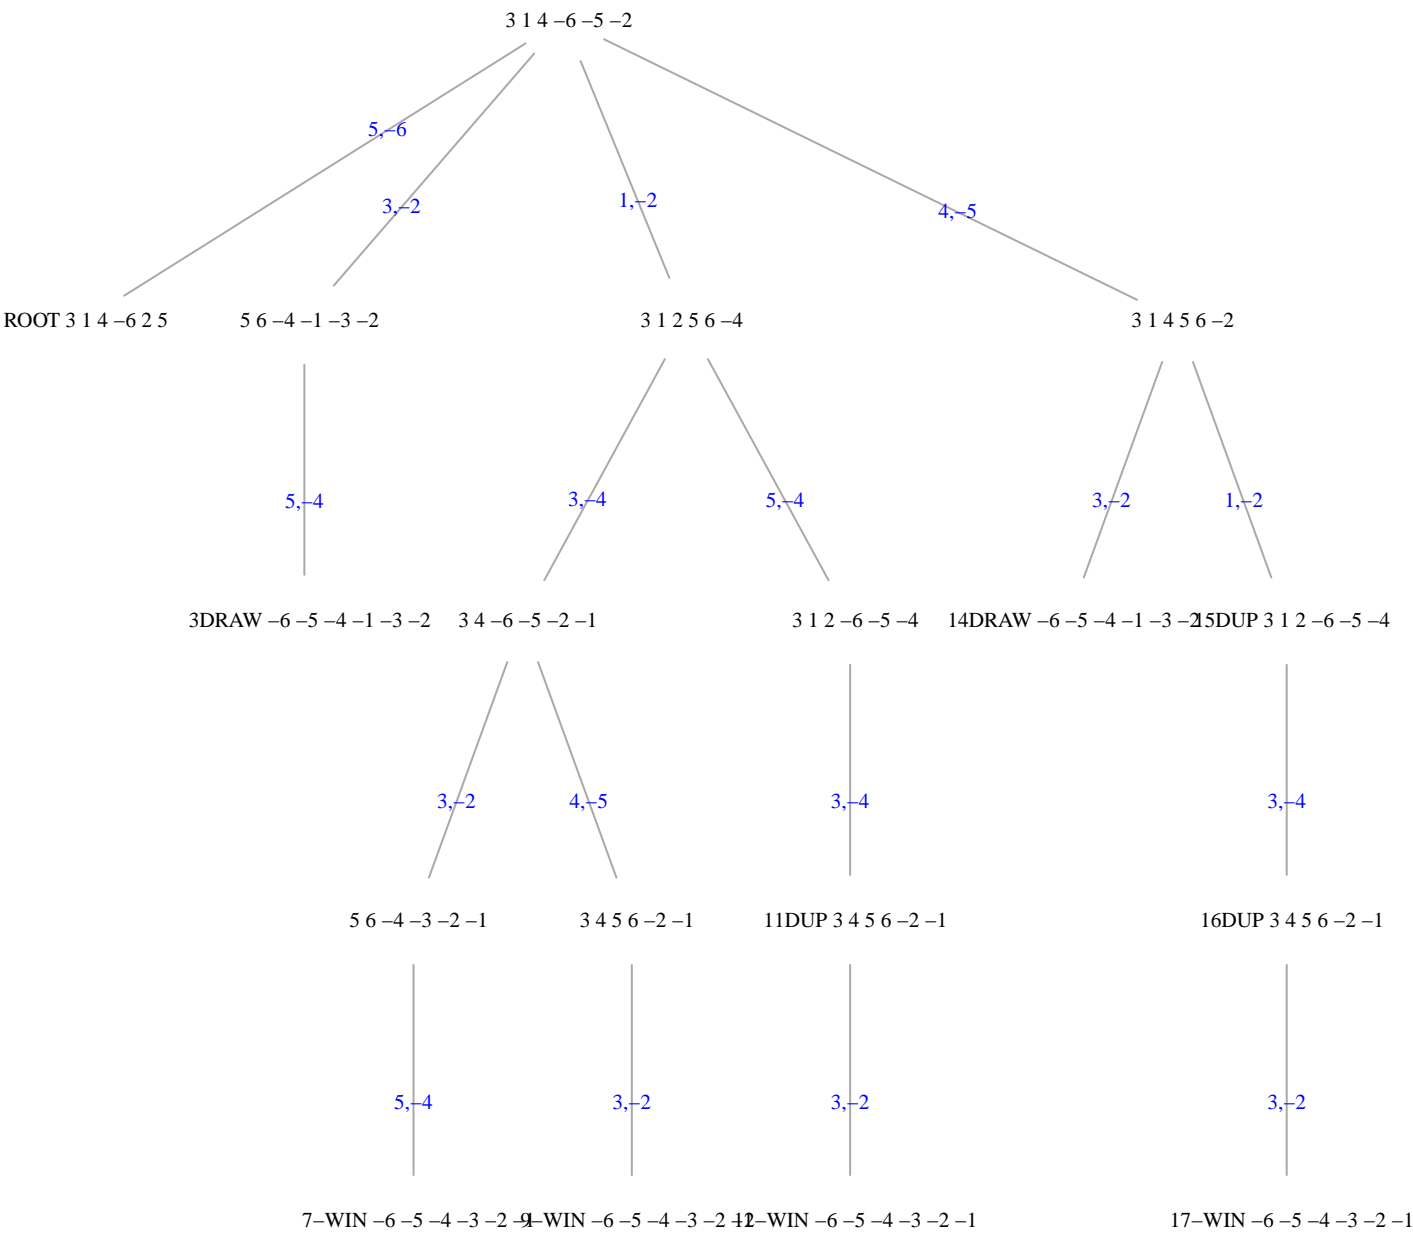 3 1 4 –6 –5 –2
5,–6
3,–2
1,–2
4,–5
ROOT 3 1 4 –6 2 5
5 6 –4 –1 –3 –2
3 1 2 5 6 –4
3 1 4 5 6 –2
5,–4
3,–4
5,–4
3,–2
1,–2
3DRAW –6 –5 –4 –1 –3 –2
3 4 –6 –5 –2 –1
3 1 2 –6 –5 –4
14DRAW –6 –5 –4 –1 –3 –2
15DUP 3 1 2 –6 –5 –4
3,–2
4,–5
3,–4
3,–4
5 6 –4 –3 –2 –1
3 4 5 6 –2 –1
11DUP 3 4 5 6 –2 –1
16DUP 3 4 5 6 –2 –1
5,–4
3,–2
3,–2
3,–2
7–WIN –6 –5 –4 –3 –2 –1
9–WIN –6 –5 –4 –3 –2 –1
12–WIN –6 –5 –4 –3 –2 –1
17–WIN –6 –5 –4 –3 –2 –1